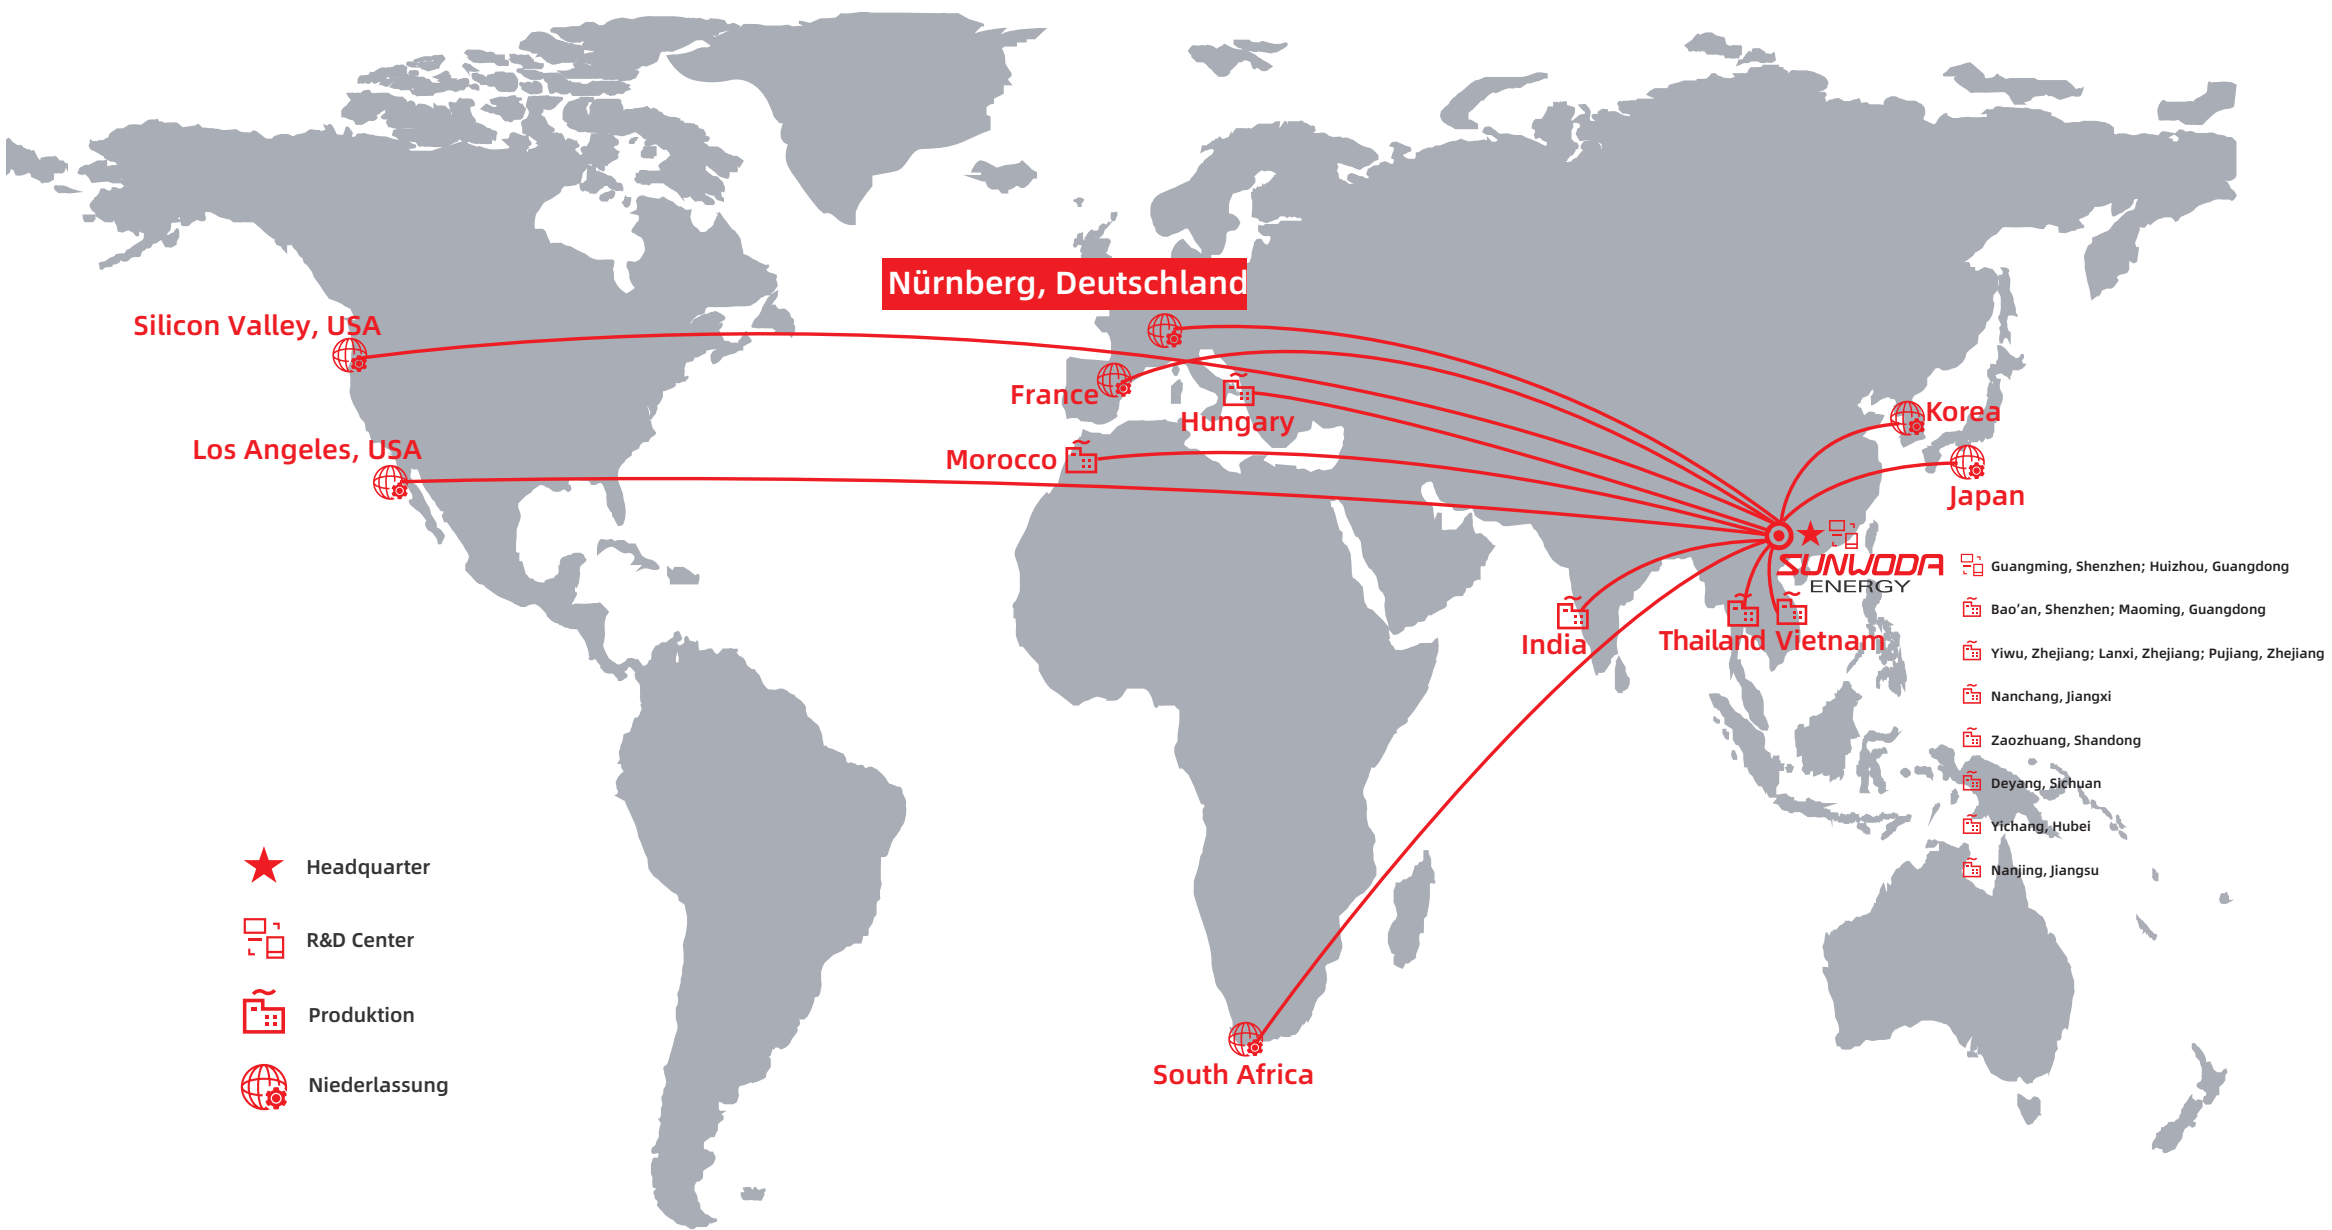 Nürnberg, Deutschland
Silicon Valley, USA
France
Hungary
Korea
Los Angeles, USA
Morocco
Japan
SUNWODA
ENERGY
India
Thailand
Vietnam
South Africa
Guangming, Shenzhen; Huizhou, Guangdong
Bao’an, Shenzhen; Maoming, Guangdong
Yiwu, Zhejiang; Lanxi, Zhejiang; Pujiang, Zhejiang
Nanchang, Jiangxi
Zaozhuang, Shandong
Deyang, Sichuan
Yichang, Hubei
Nanjing, Jiangsu
Headquarter
R&D Center
Produktion
Niederlassung